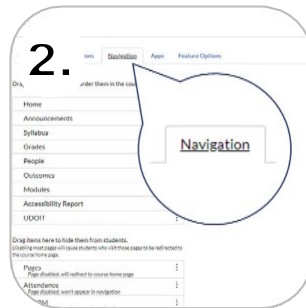 2.
Navigation Apps Feature Options
Navigation
Home
Announcements
Syllabus
Grades
People
Outcomes
Modules
Accessibility Report
UDOIT
Drag items here to hide them from students.
Disabling most pages will cause students who visit those pages to be redirected to
the course home page.
Pages
Page disabled, will redirect to course home page
Attendance
Page disabled, won't appear in navigation